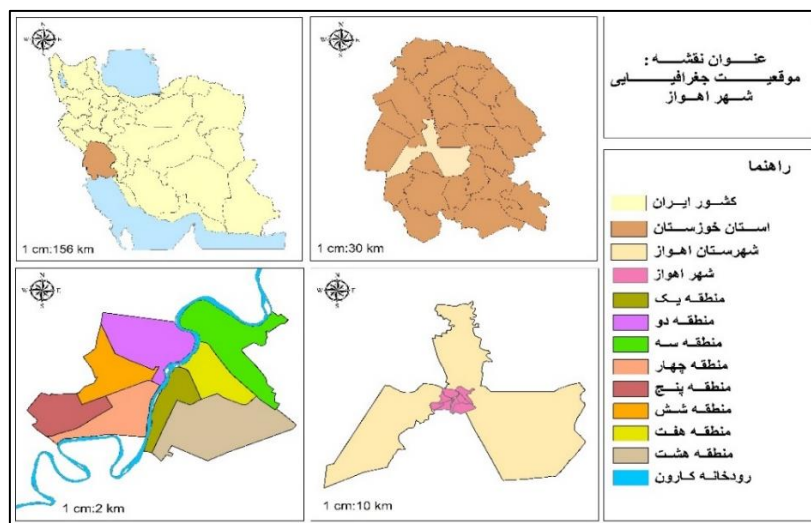 عنوان نقشه :
موقعیت جغرافیایی
شهر اهواز
راهنما
کشور ایران
استان خوزستان
شهرستان اهواز
شهر اهواز
منطقه یک
منطقه دو
منطقه سه
منطقه چهار
منطقه پنج
منطقه شش
منطقه هفت
منطقه هشت
رودخانه کارون
N
W E
S
1 cm:156 km
N
W E
S
1 cm:30 km
N
W E
S
1 cm:2 km
N
W E
S
1 cm:10 km